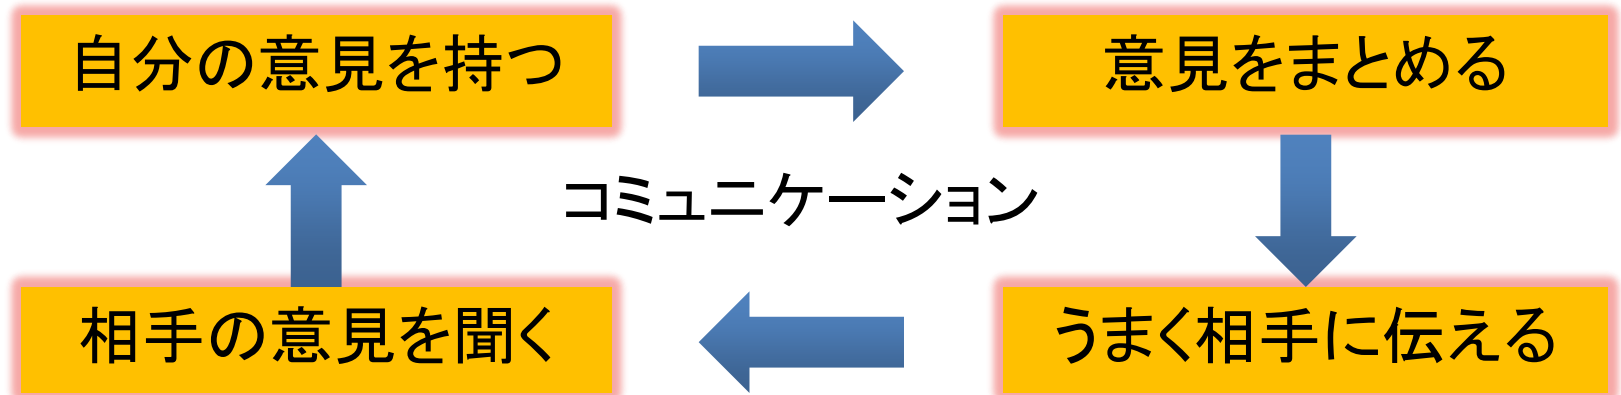 自分の意見を持つ
意見をまとめる
コミュニケーション
相手の意見を聞く
うまく相手に伝える